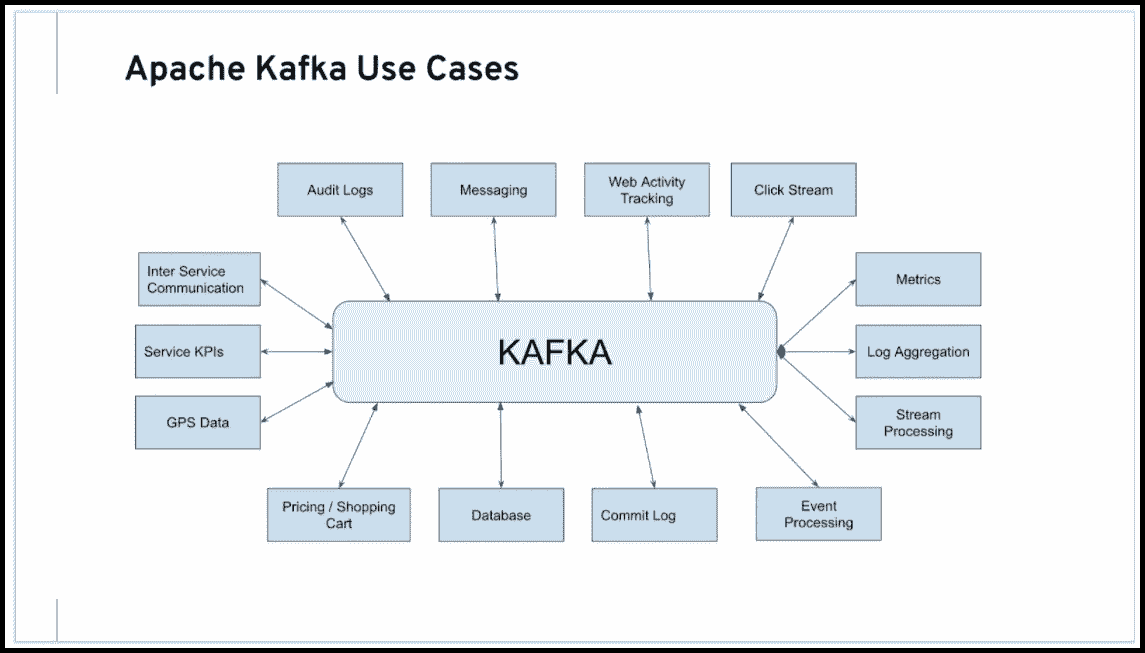 Apache Kafka Use Cases
Audit Logs
Messaging
Web Activity
Tracking
Click Stream
Inter Service
Communication
Metrics
Service KPIs
KAFKA
Log Aggregation
GPS Data
Stream
Processing
Pricing / Shopping
Cart
Database
Commit Log
Event
Processing